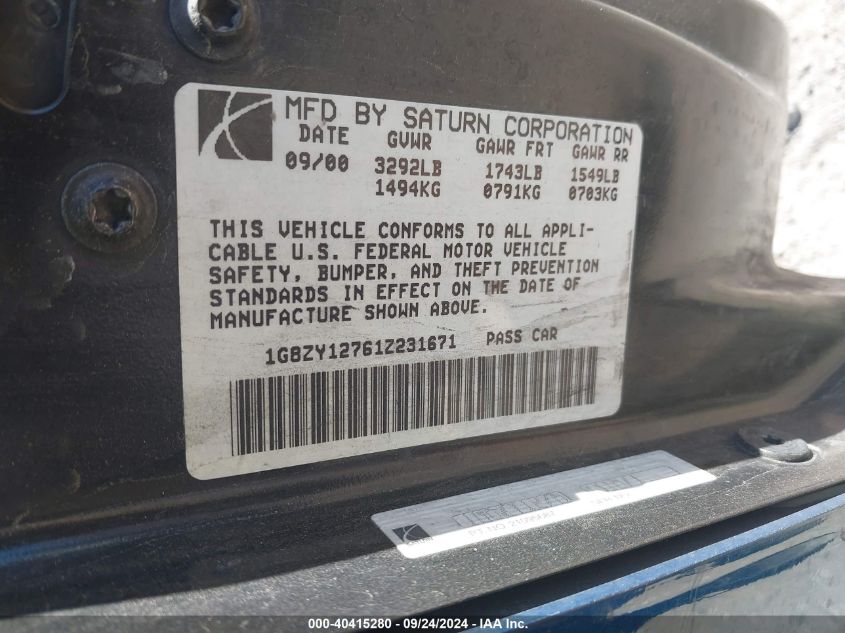 MFD BY SATURN CORPORATION
DATE GVWR GAWR FRT GAWR RR
09/00 3292LB 1743LB 1549LB
1494KG 0791KG 0703KG
THIS VEHICLE CONFORMS TO ALL APPLI-
CABLE U.S. FEDERAL MOTOR VEHICLE
SAFETY, BUMPER, AND THEFT PREVENTION
STANDARDS IN EFFECT ON THE DATE OF
MANUFACTURE SHOWN ABOVE.
1G8ZY12761Z231671 PASS CAR
PT. NO.
000-40415280 - 09/24/2024 - IAA Inc.